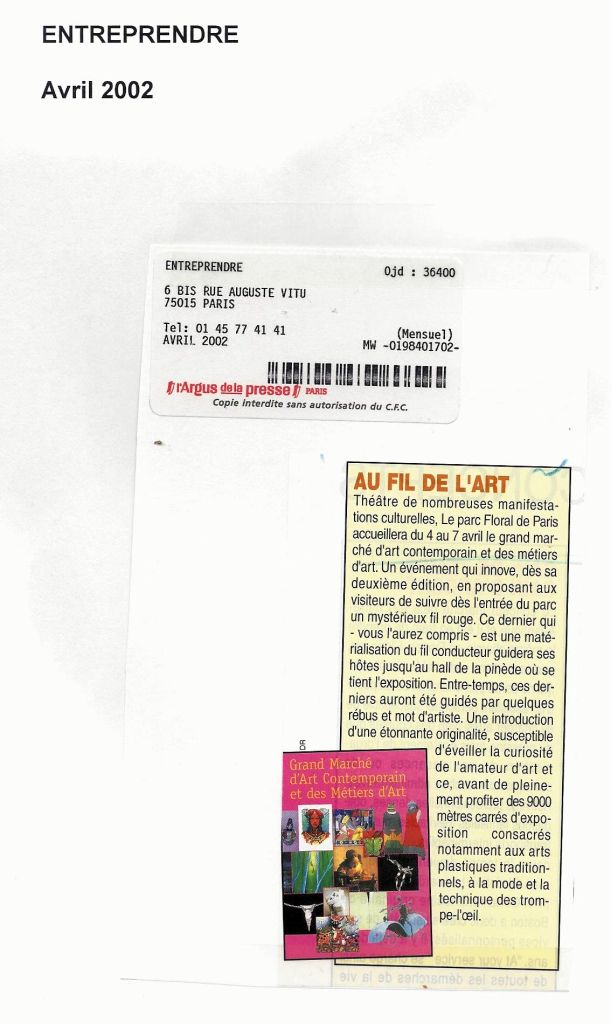 ENTREPRENDRE
Avril 2002
ENTREPRENDRE
Ojd : 36400
6 BIS RUE AUGUSTE VITU
75015 PARIS
Tel: 01 45 77 41 41
AVRIL 2002
(Mensuel)
MW -0198401702-
l'Argus de la presse PARIS
Copie interdite sans autorisation du C.F.C.
AU FIL DE L'ART
Théâtre de nombreuses manifesta-
tions culturelles, Le parc Floral de Paris
accueillera du 4 au 7 avril le grand mar-
ché d'art contemporain et des métiers
d'art. Un événement qui innove, dès sa
deuxième édition, en proposant aux
visiteurs de suivre dès l'entrée du parc
un mystérieux fil rouge. Ce dernier qui
- vous l'aurez compris - est une maté-
rialisation du fil conducteur guidera ses
hôtes jusqu'au hall de la pinède où se
tient l'exposition. Entre-temps, ces der-
niers auront été guidés par quelques
rébus et mot d'artiste. Une introduction
d'une étonnante originalité, susceptible
d'éveiller la curiosité
de l'amateur d'art et
ce, avant de pleine-
ment profiter des 9000
mètres carrés d'expo-
sition consacrés
notamment aux arts
plastiques tradition-
nels, à la mode et la
technique des trom-
pe-l'œil.
DR
Grand Marché
d'Art Contemporain
et des Métiers d'Art